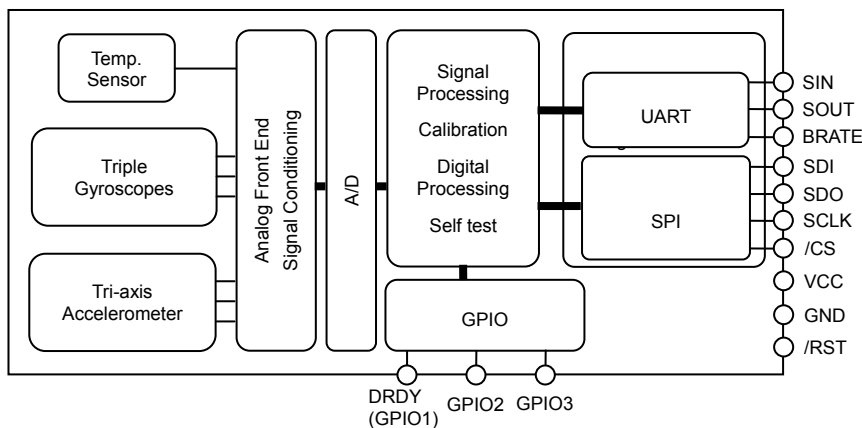 Temp.
Sensor
Triple
Gyroscopes
Tri-axis
Accelerometer
Analog Front End
Signal Conditioning
A/D
Signal
Processing
Calibration
Digital
Processing
Self test
UART
SPI
GPIO
SIN
SOUT
BRATE
SDI
SDO
SCLK
/CS
VCC
GND
/RST
DRDY
(GPIO1)
GPIO2
GPIO3